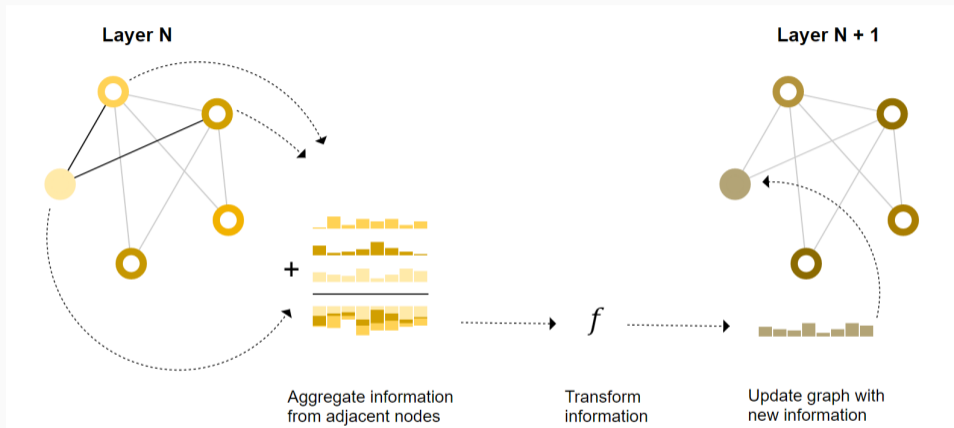 Layer N
Layer N + 1
+
f
Aggregate information
from adjacent nodes
Transform
information
Update graph with
new information